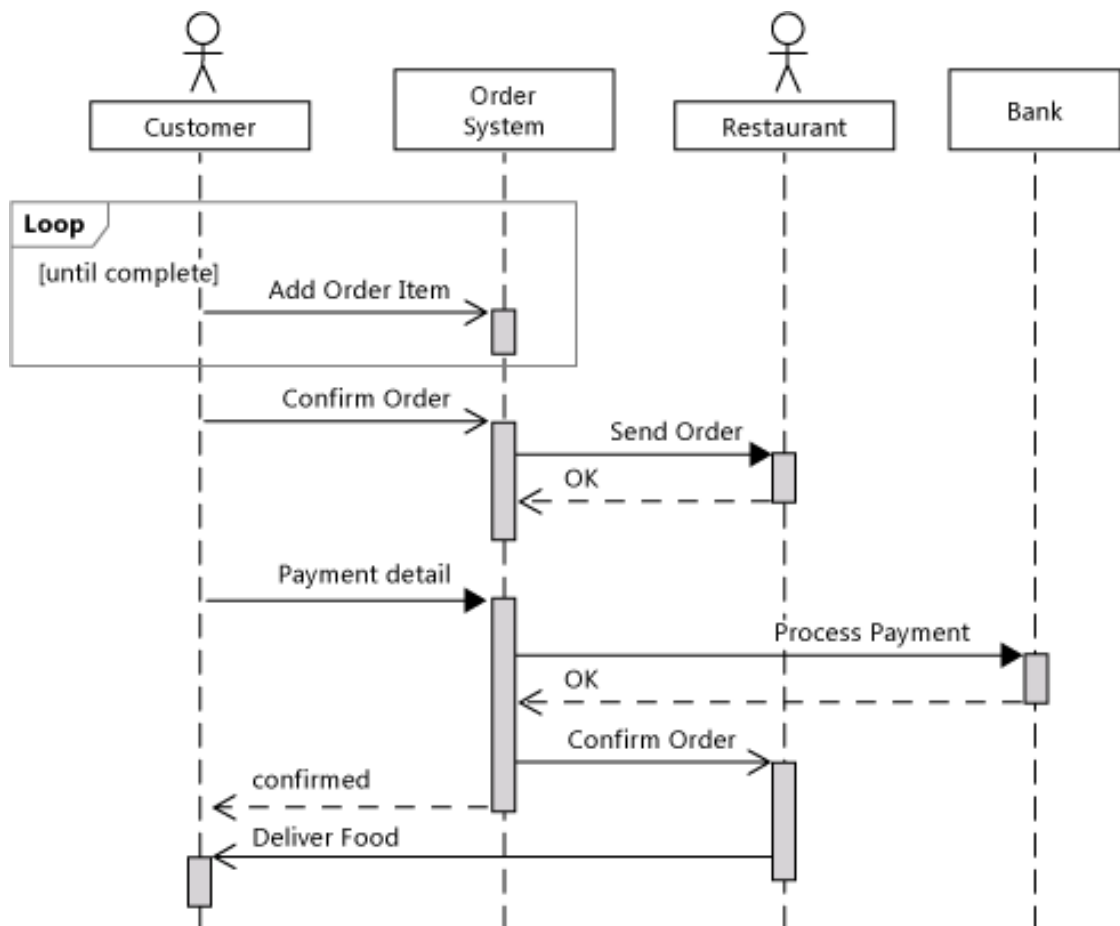 Customer
Order
System
Restaurant
Bank
Loop
[until complete]
Add Order Item
Confirm Order
Send Order
OK
Payment detail
Process Payment
OK
Confirm Order
confirmed
Deliver Food